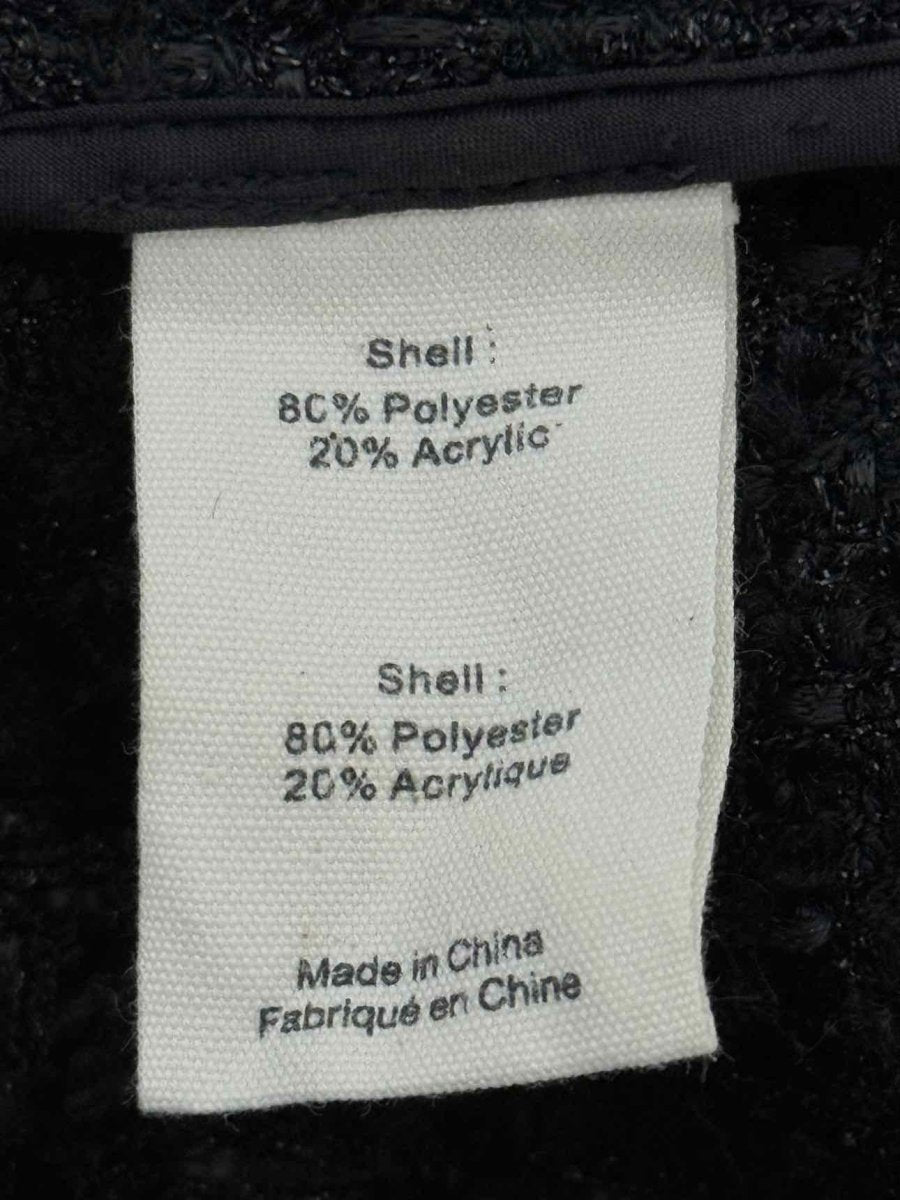 Shell :
80% Polyester
20% Acrylic
Shell :
80% Polyester
20% Acrylique
Made in China
Fabriqué en Chine